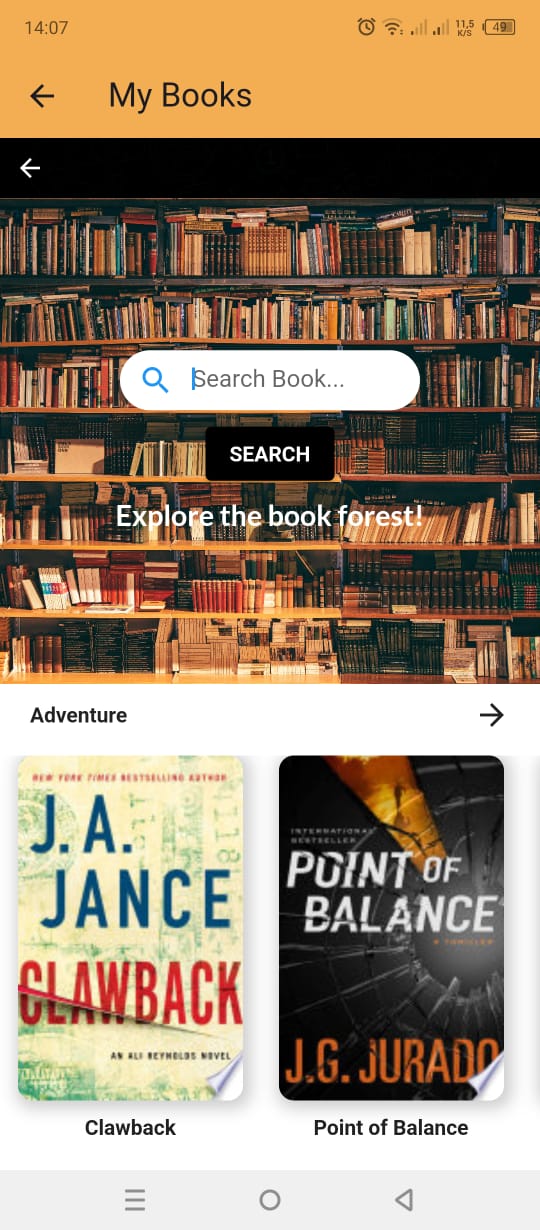 14:07
11,5
K/S
49
My Books
Search Book...
SEARCH
Explore the book forest!
Adventure
NEW YORK TIMES BESTSELLING AUTHOR
J.A.
JANCE
CLAWBACK
AN ALI REYNOLDS NOVEL
INTERNATIONAL
BESTSELLER
POINT OF
BALANCE
A THRILLER
J.G. JURADO
Clawback
Point of Balance